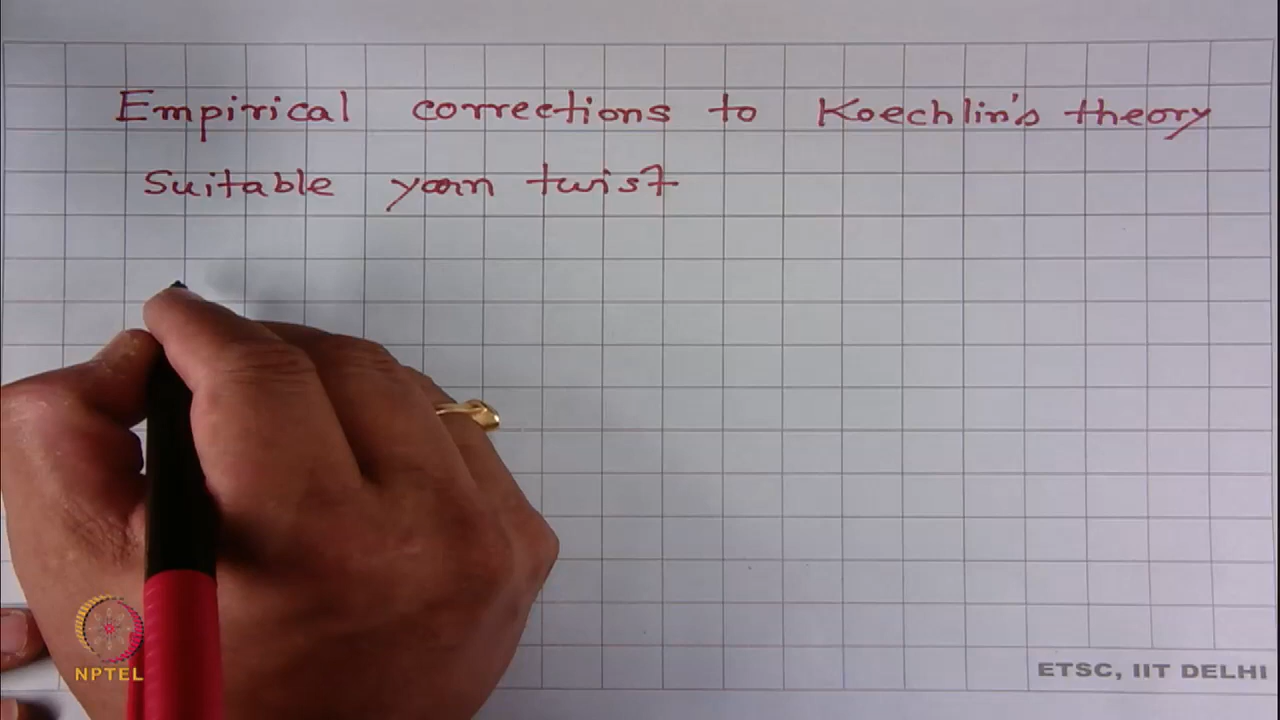 Empirical corrections to Koechlin's theory
Suitable yarn twist
NPTEL
ETSC, IIT DELHI